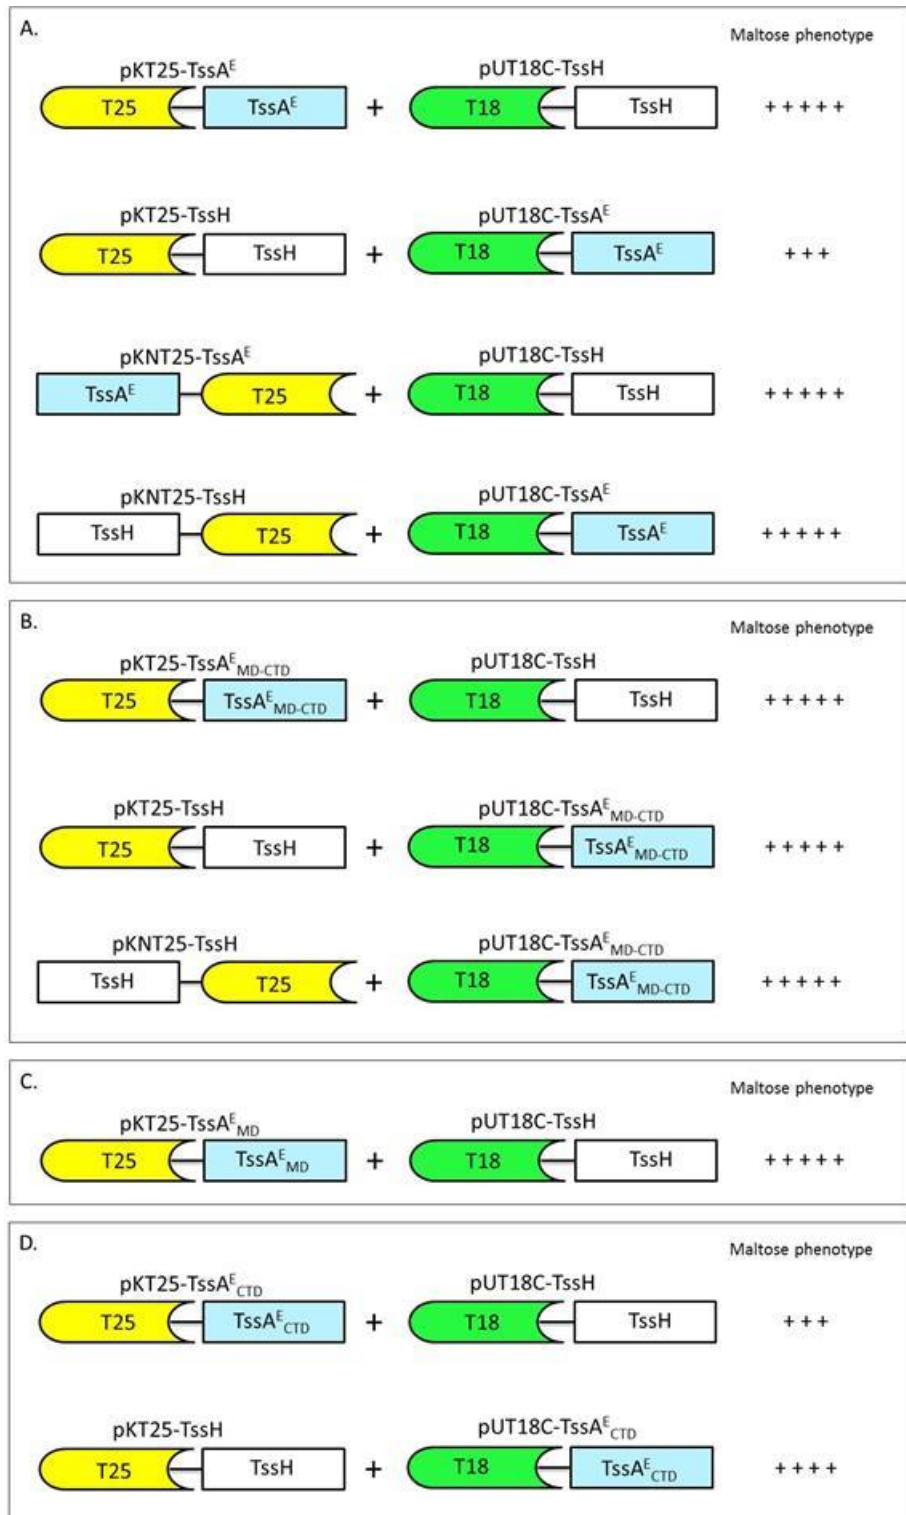 A.
Maltose phenotype
pKT25-TssAᴱ pUT18C-TssH
T25 TssAᴱ + T18 TssH + + + + +
pKT25-TssH pUT18C-TssAᴱ
T25 TssH + T18 TssAᴱ + + +
pKNT25-TssAᴱ pUT18C-TssH
TssAᴱ T25 + T18 TssH + + + + +
pKNT25-TssH pUT18C-TssAᴱ
TssH T25 + T18 TssAᴱ + + + + +
B.
Maltose phenotype
pKT25-TssAᴱMD-CTD pUT18C-TssH
T25 TssAᴱMD-CTD + T18 TssH + + + + +
pKT25-TssH pUT18C-TssAᴱMD-CTD
T25 TssH + T18 TssAᴱMD-CTD + + + + +
pKNT25-TssH pUT18C-TssAᴱMD-CTD
TssH T25 + T18 TssAᴱMD-CTD + + + + +
C.
Maltose phenotype
pKT25-TssAᴱMD pUT18C-TssH
T25 TssAᴱMD + T18 TssH + + + + +
D.
Maltose phenotype
pKT25-TssAᴱCTD pUT18C-TssH
T25 TssAᴱCTD + T18 TssH + + +
pKT25-TssH pUT18C-TssAᴱCTD
T25 TssH + T18 TssAᴱCTD + + + +